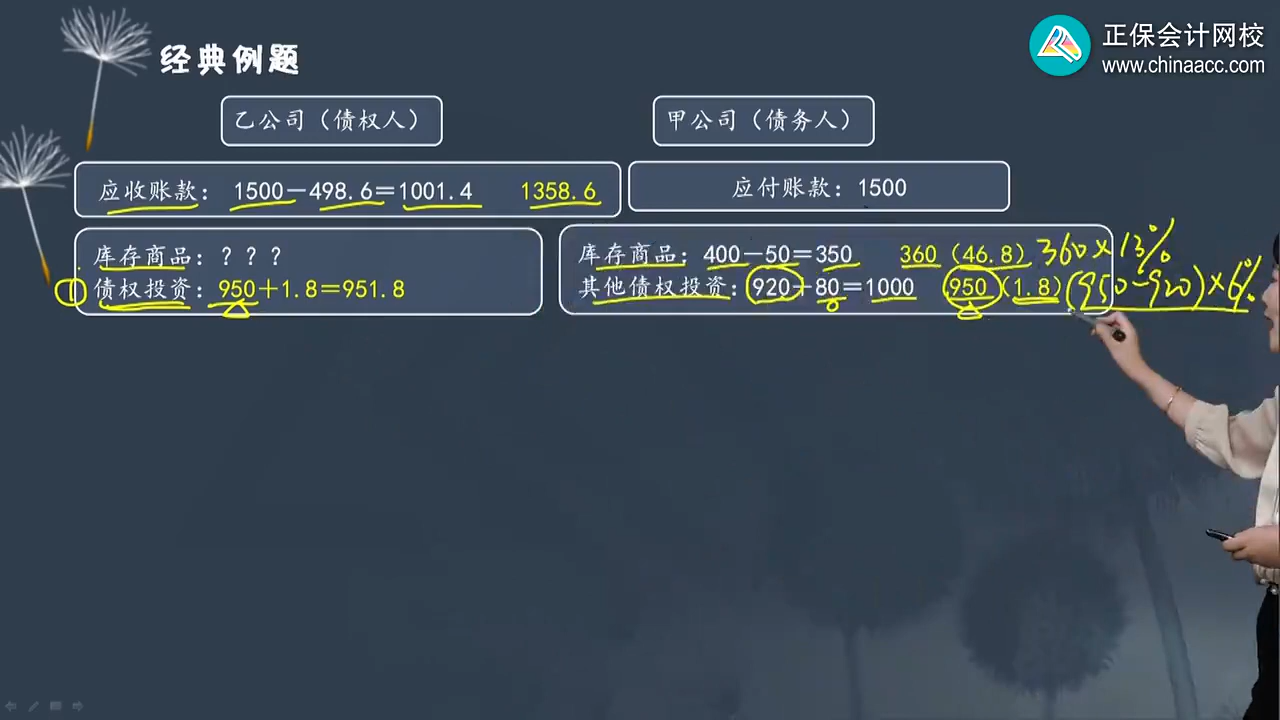 经典例题
正保会计网校
www.chinaacc.com
乙公司（债权人）
甲公司（债务人）
应收账款：1500－498.6＝1001.4 1358.6
应付账款：1500
库存商品：？？？
①债权投资：950＋1.8＝951.8
库存商品：400－50＝350 360（46.8）360×13%
其他债权投资：920＋80＝1000 950（1.8）(950-920)×6%